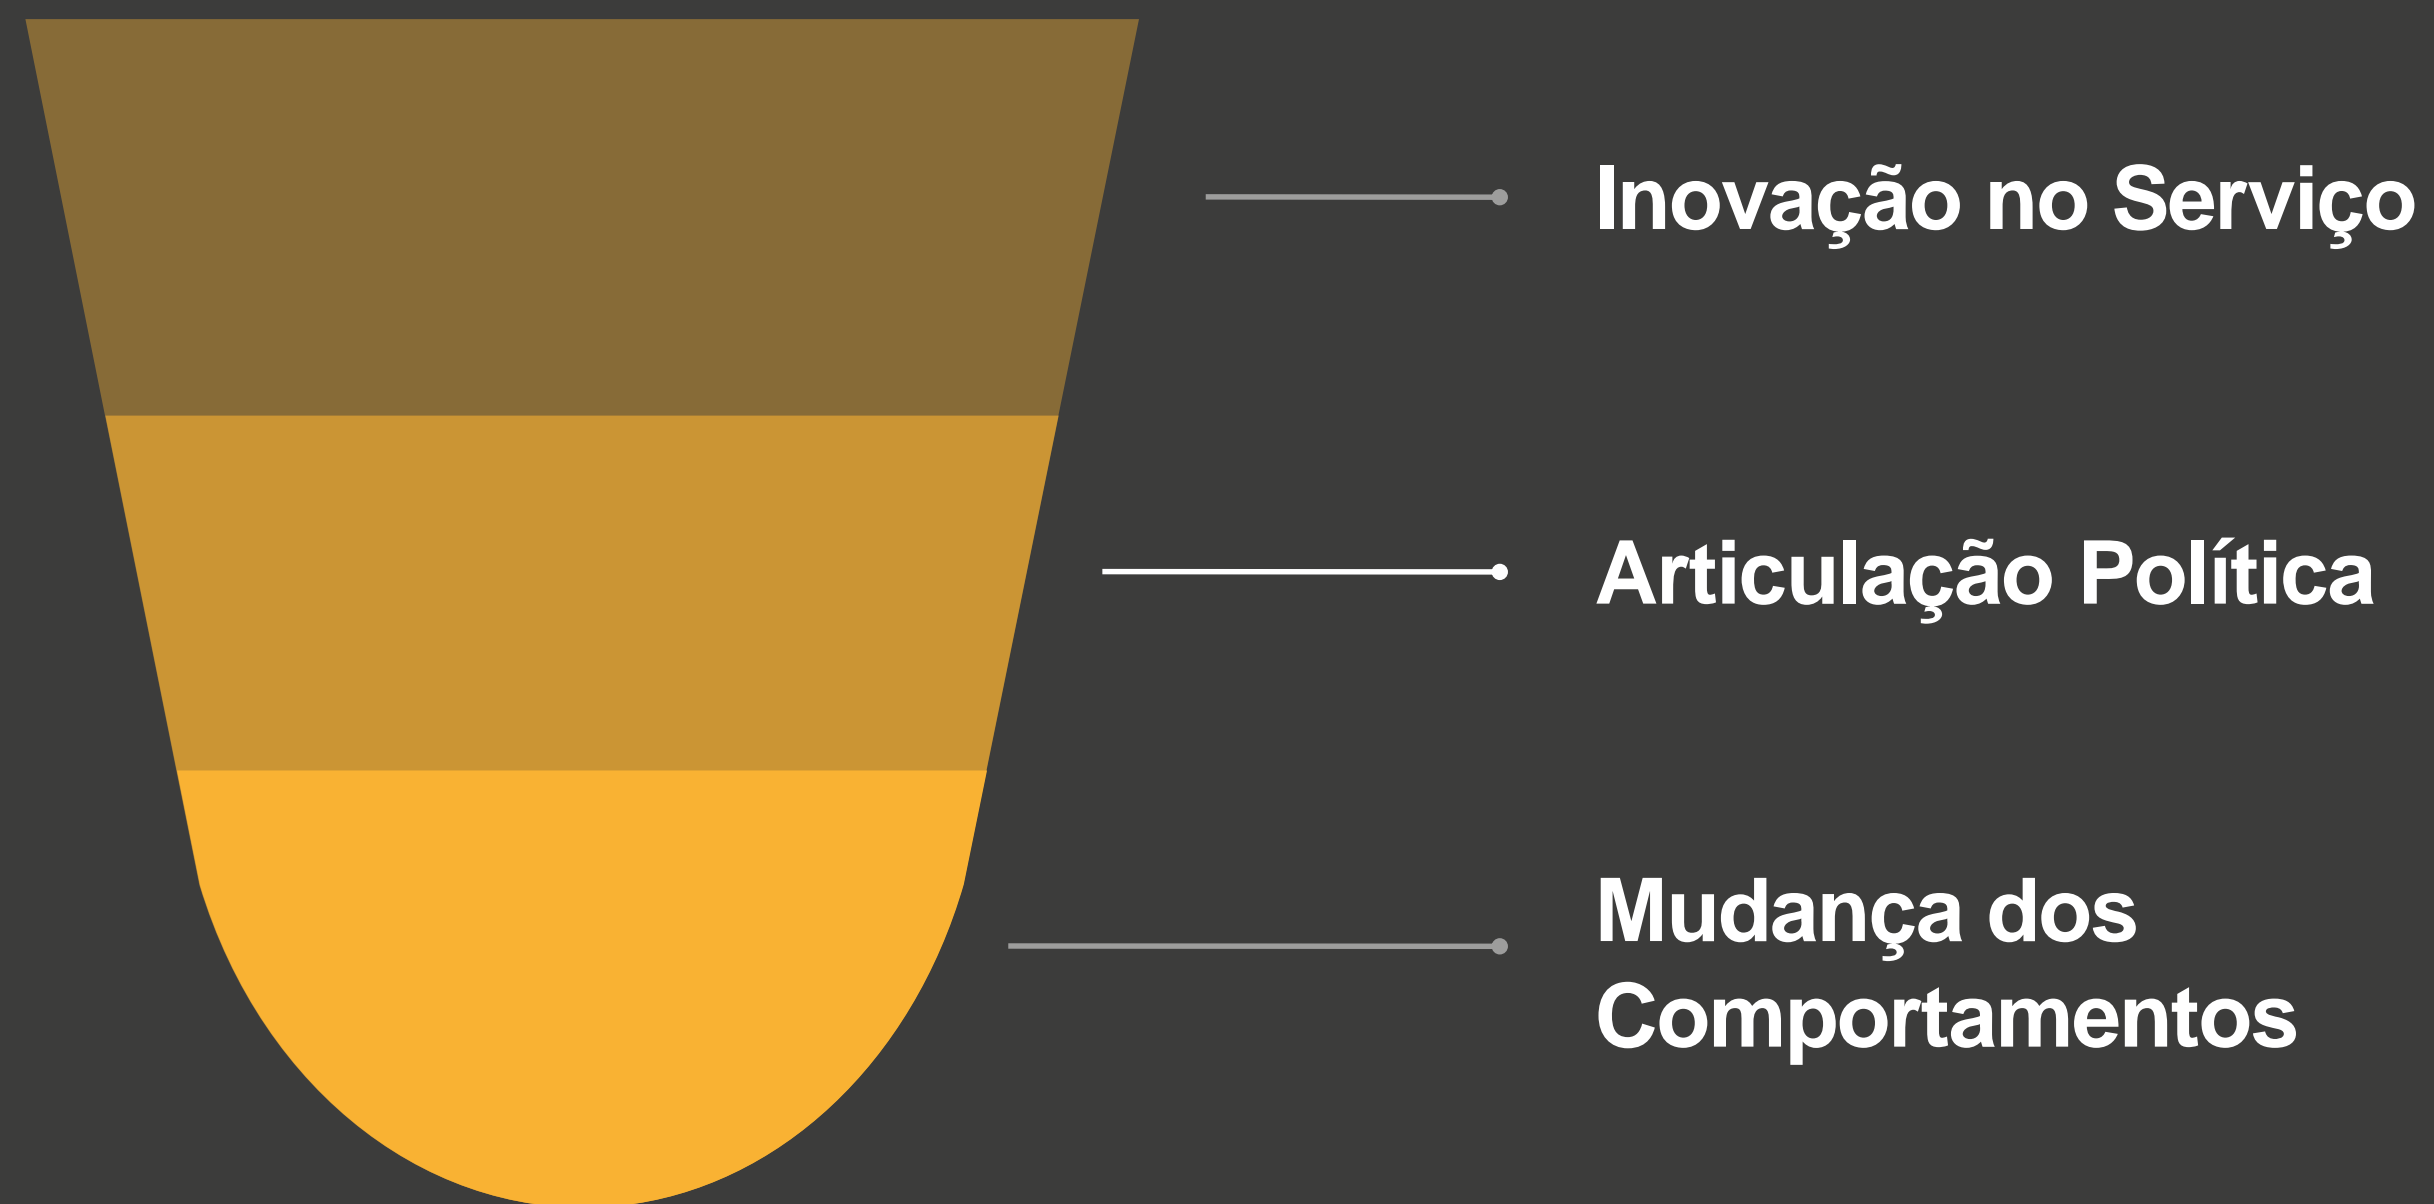 Inovação no Serviço
Articulação Política
Mudança dos
Comportamentos